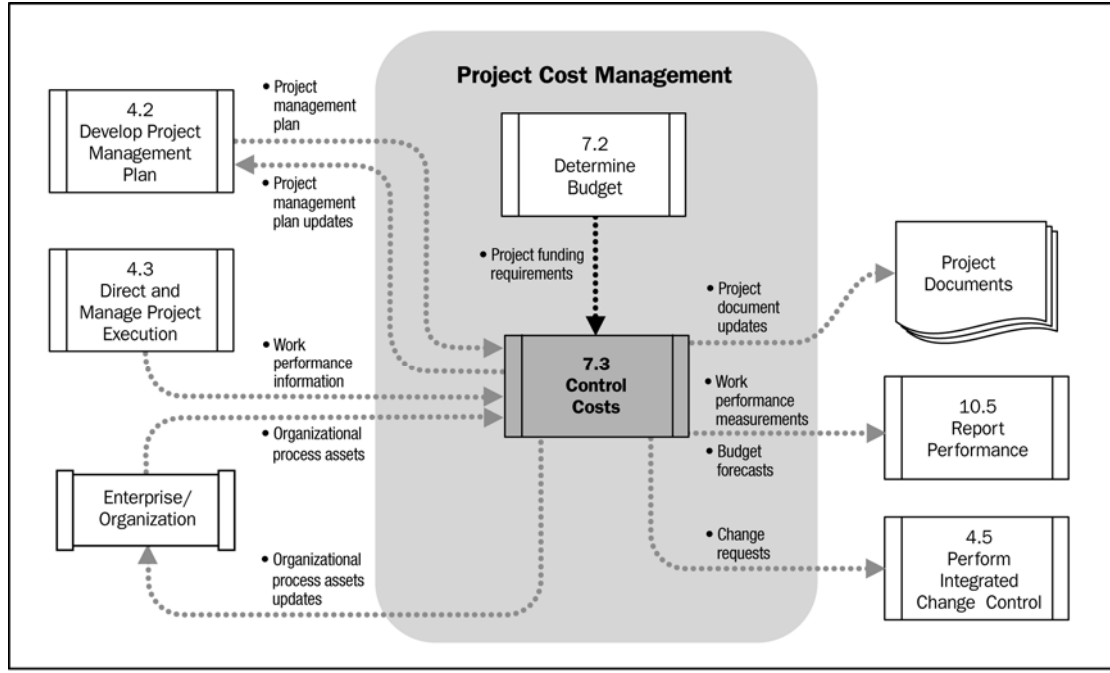 Project Cost Management
4.2
Develop Project
Management
Plan
• Project
management
plan
• Project
management
plan updates
7.2
Determine
Budget
4.3
Direct and
Manage Project
Execution
• Project funding
requirements
Project
Documents
• Project
document
updates
• Work
performance
information
7.3
Control
Costs
• Work
performance
measurements
• Budget
forecasts
10.5
Report
Performance
• Organizational
process assets
Enterprise/
Organization
• Organizational
process assets
updates
• Change
requests
4.5
Perform
Integrated
Change Control